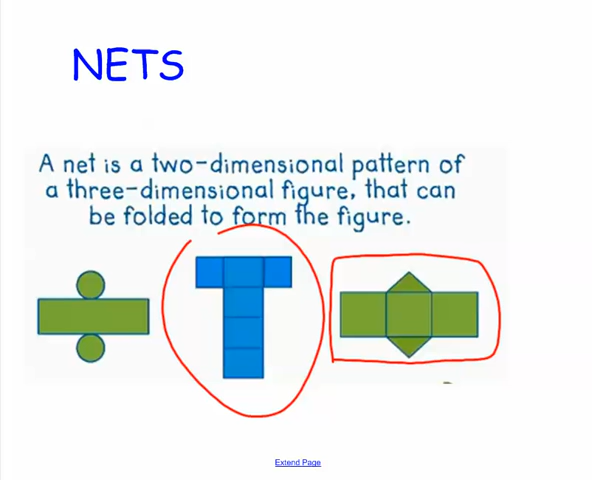 NETS
A net is a two-dimensional pattern of
a three-dimensional figure, that can
be folded to form the figure.
Extend Page